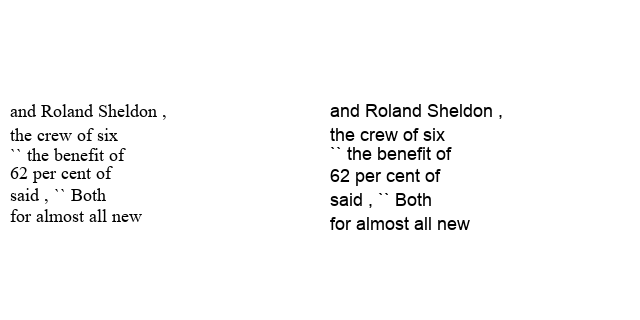 and Roland Sheldon ,
the crew of six
`` the benefit of
62 per cent of
said , `` Both
for almost all new
and Roland Sheldon ,
the crew of six
`` the benefit of
62 per cent of
said , `` Both
for almost all new